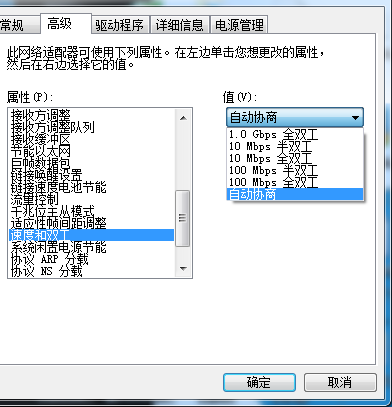 常规 高级 驱动程序 详细信息 电源管理
此网络适配器可使用下列属性。在左边单击您想更改的属性，
然后在右边选择它的值。
属性(P):
接收方调整
接收方调整队列
接收缓冲区
节能以太网
巨帧数据包
链接唤醒设置
链接速度电池节能
流量控制
千兆位主从模式
适应性帧间距调整
速度和双工
系统闲置电源节能
协议 ARP 分载
协议 NS 分载
值(V):
自动协商
1.0 Gbps 全双工
10 Mbps 半双工
10 Mbps 全双工
100 Mbps 半双工
100 Mbps 全双工
自动协商
确定 取消